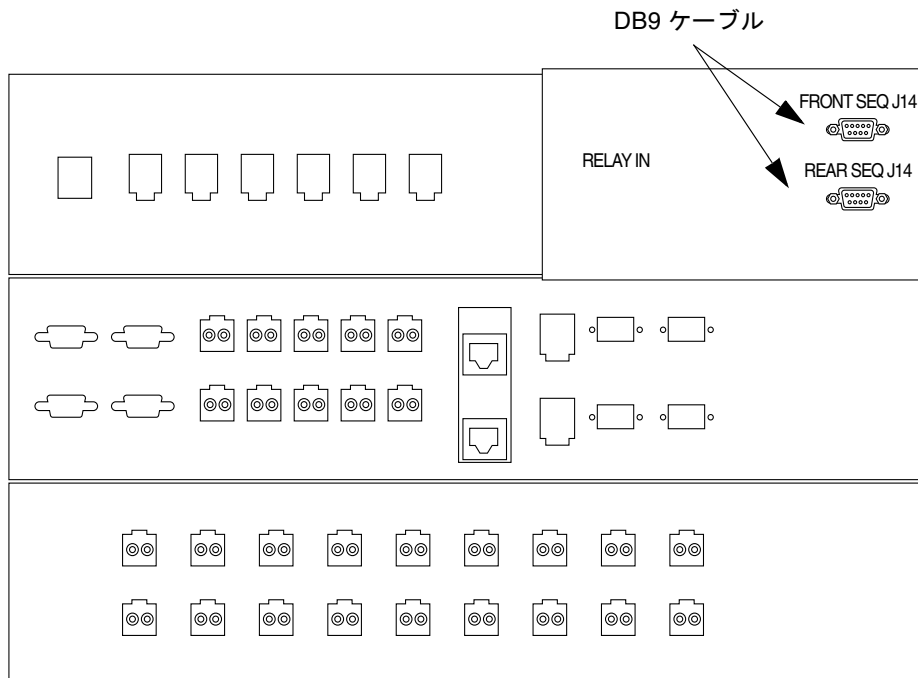 DB9 ケーブル
FRONT SEQ J14
RELAY IN
REAR SEQ J14